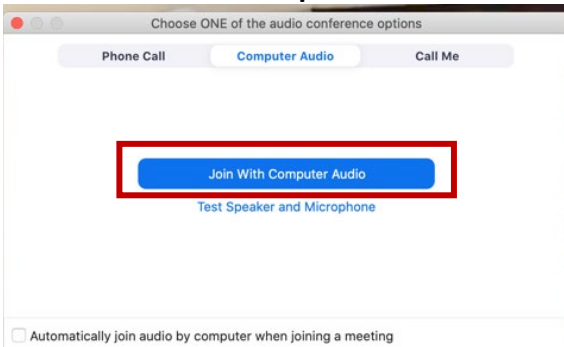 Choose ONE of the audio conference options
Phone Call Computer Audio Call Me
Join With Computer Audio
Test Speaker and Microphone
Automatically join audio by computer when joining a meeting